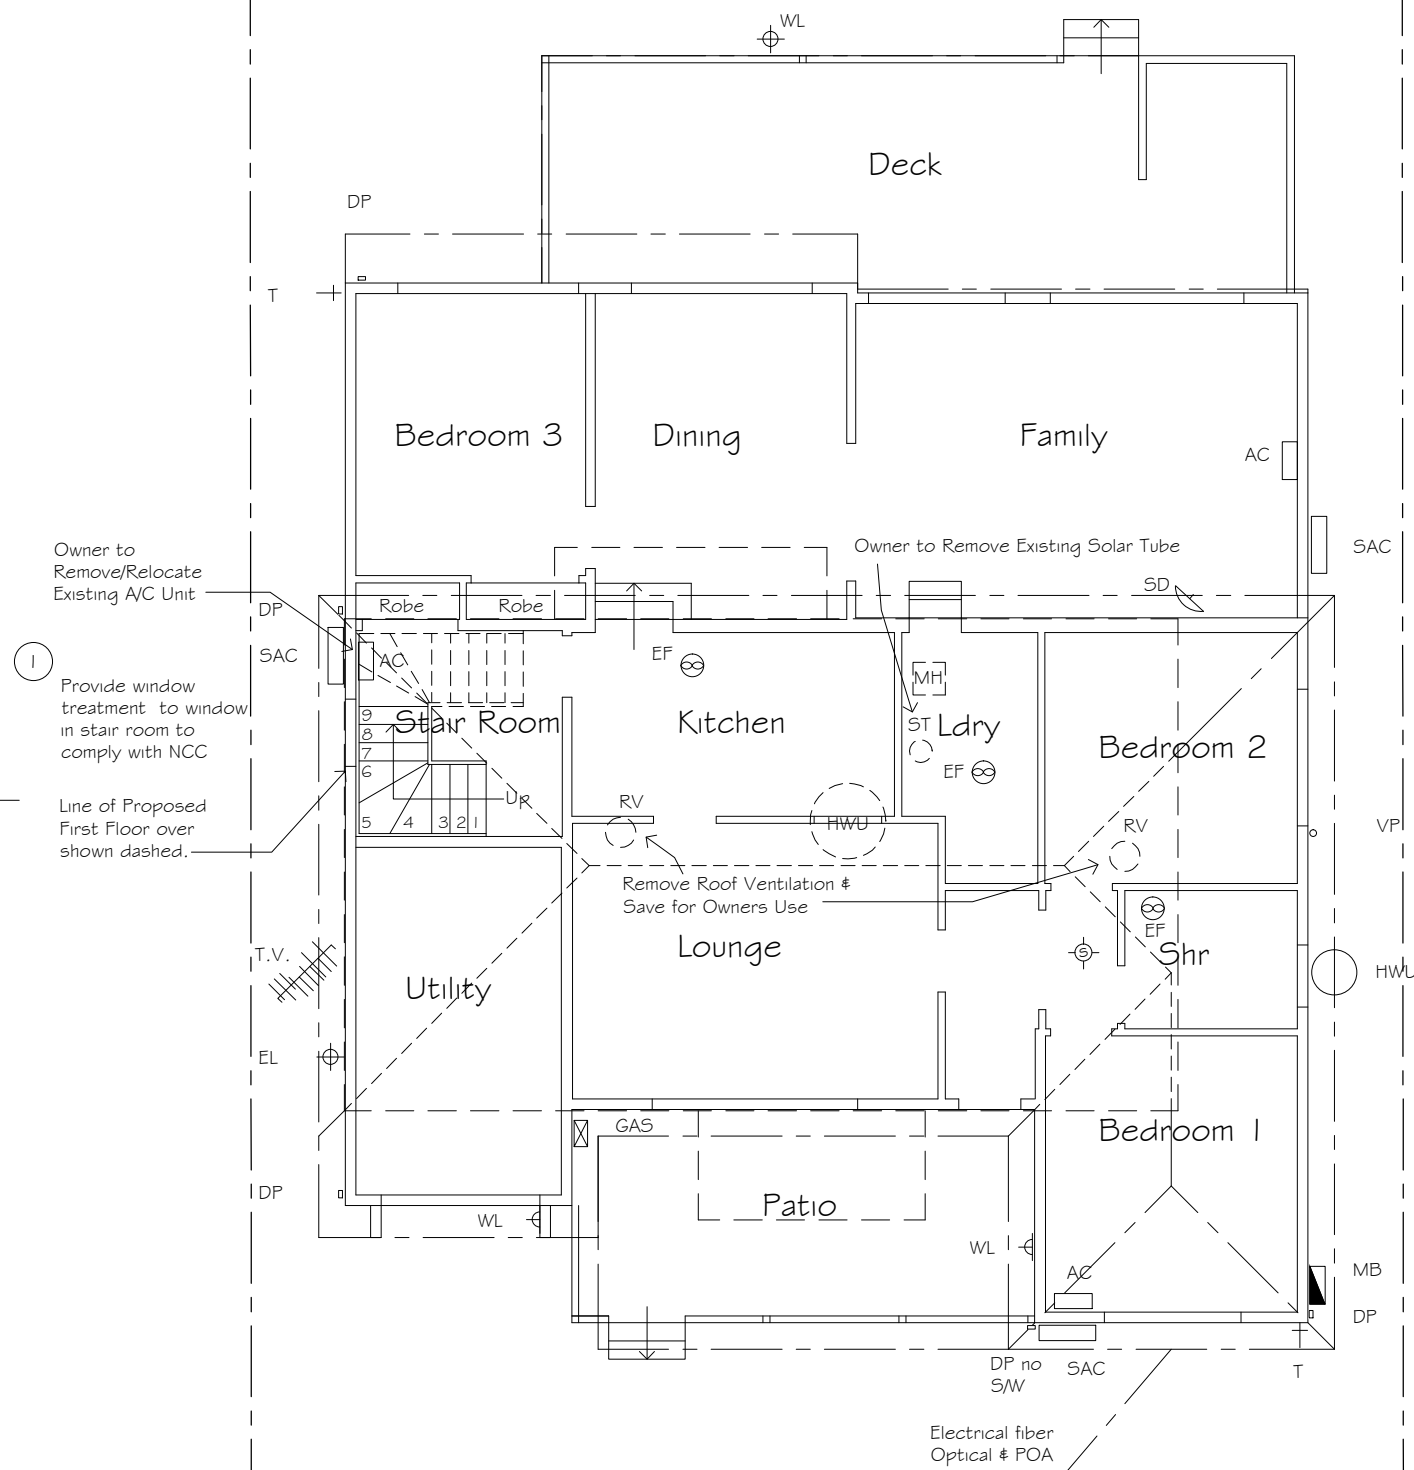 WL
Deck
DP
T
Bedroom 3
Dining
Family
AC
Owner to
Remove/Relocate
Existing A/C Unit
Owner to Remove Existing Solar Tube
SAC
SD
DP
Robe
Robe
SAC
1
AC
EF
MH
Provide window
treatment to window
in stair room to
comply with NCC
9
8
7
6
5
4
3
2
1
Stair Room
UP
Kitchen
ST
Ldry
EF
Bedroom 2
Line of Proposed
First Floor over
shown dashed.
RV
HWU
RV
VP
Remove Roof Ventilation &
Save for Owners Use
EF
Lounge
Shr
T.V.
HWU
Utility
EL
GAS
Bedroom 1
DP
WL
Patio
WL
AC
MB
DP
DP no
S/W
SAC
T
Electrical fiber
Optical & POA